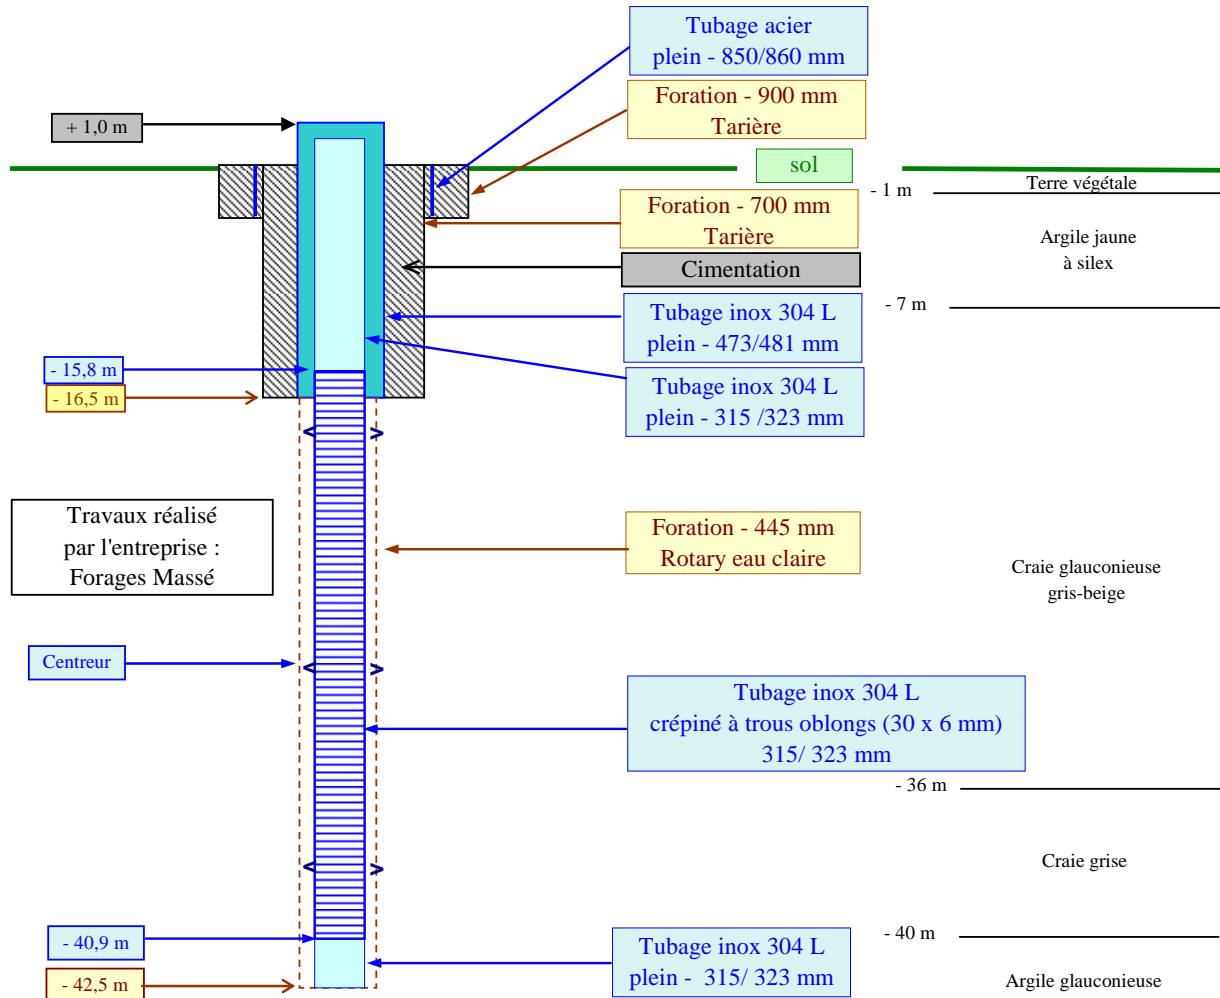 Tubage acier
plein - 850/860 mm
Foration - 900 mm
Tarière
+ 1,0 m
sol
Terre végétale
- 1 m
Foration - 700 mm
Tarière
Argile jaune
à silex
Cimentation
- 7 m
Tubage inox 304 L
plein - 473/481 mm
- 15,8 m
- 16,5 m
Tubage inox 304 L
plein - 315 /323 mm
< >
Travaux réalisé
par l'entreprise :
Forages Massé
Foration - 445 mm
Rotary eau claire
Craie glauconieuse
gris-beige
Centreur
< >
Tubage inox 304 L
crépiné à trous oblongs (30 x 6 mm)
315/ 323 mm
- 36 m
Craie grise
< >
- 40,9 m
- 40 m
Tubage inox 304 L
plein -  315/ 323 mm
- 42,5 m
Argile glauconieuse